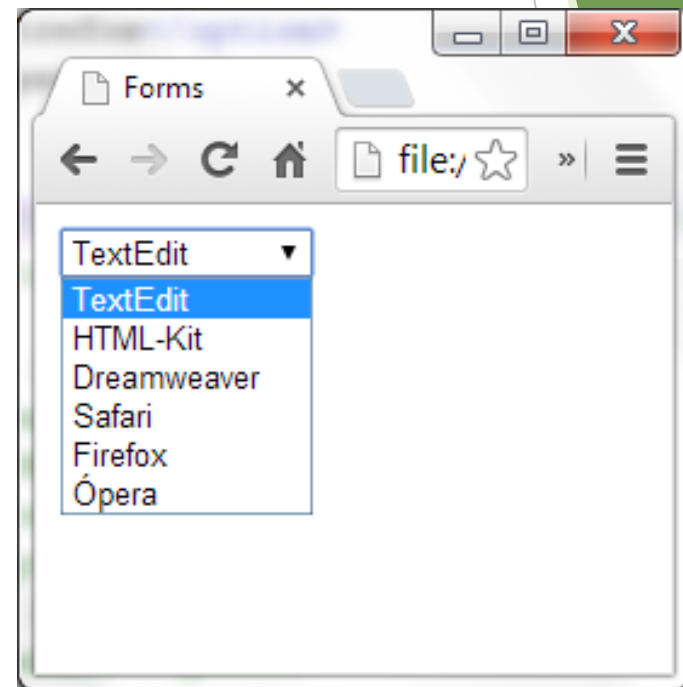 Forms
file:/
TextEdit
TextEdit
HTML-Kit
Dreamweaver
Safari
Firefox
Ópera